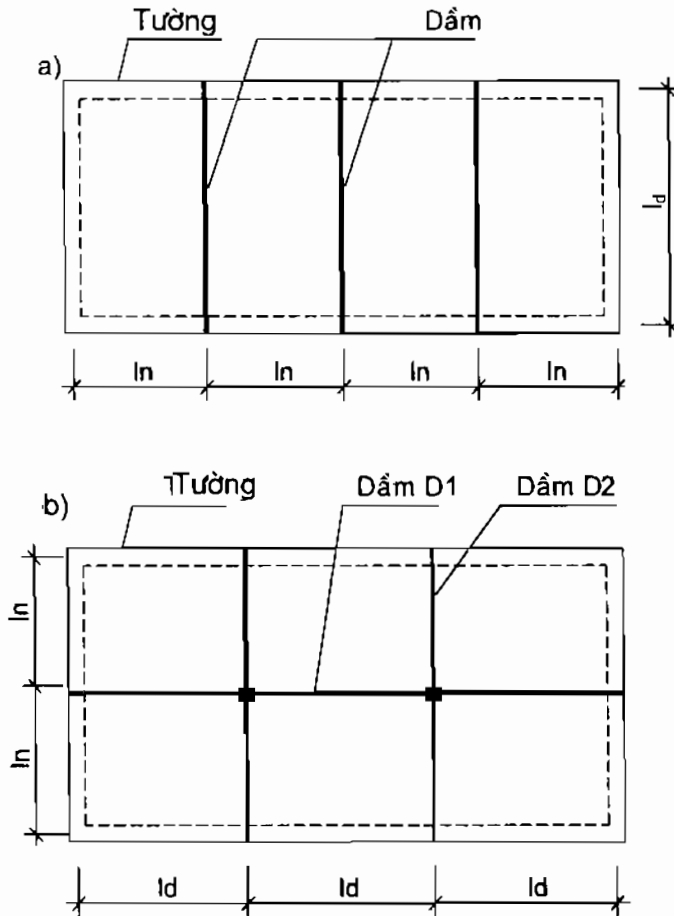 Tường Dầm
a)
ld
ln ln ln ln
Tường Dầm D1 Dầm D2
b)
ln
ln
ld ld ld